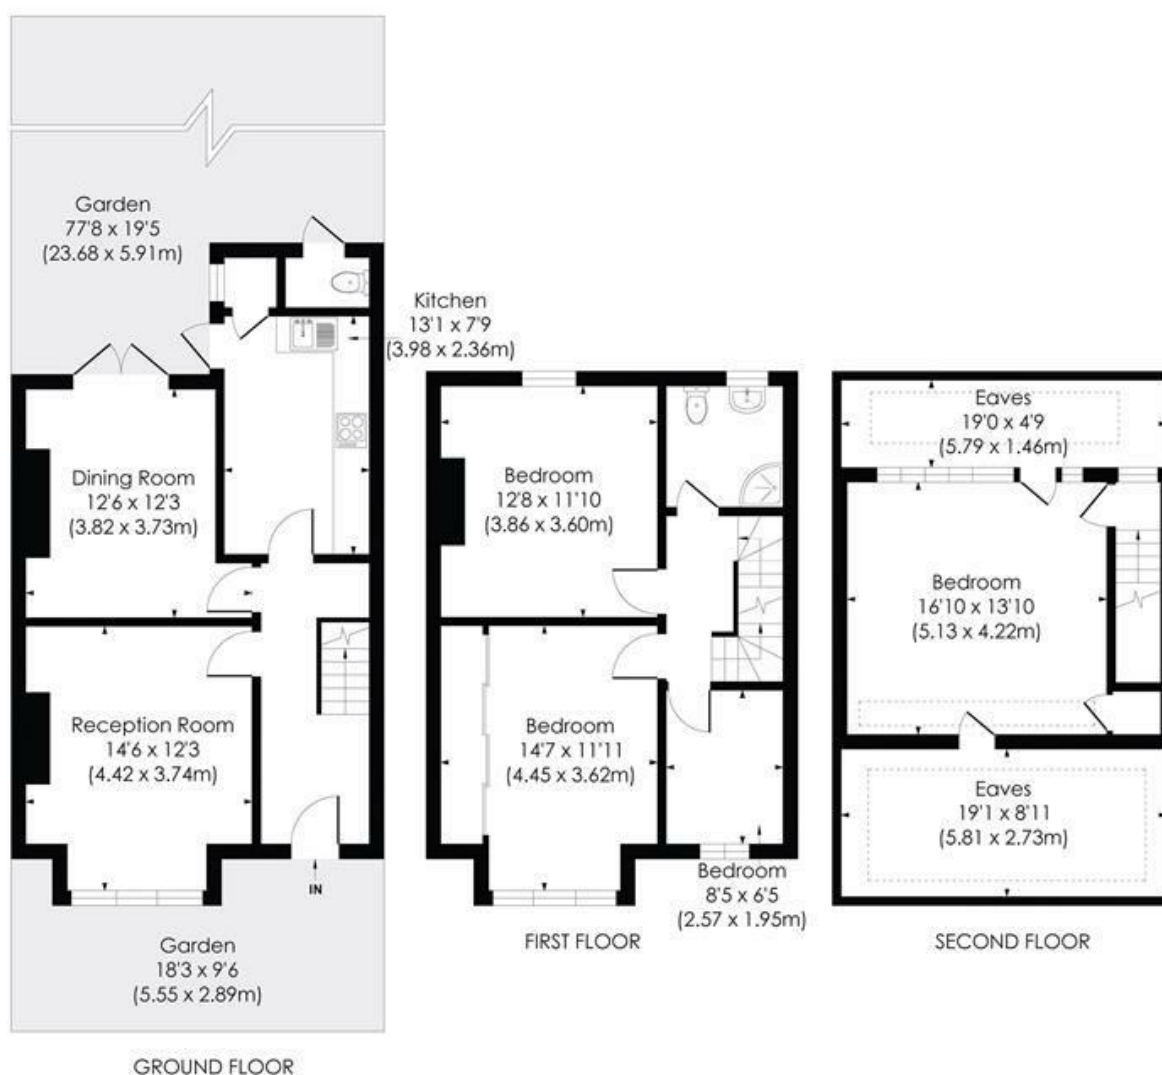 Garden
77'8 x 19'5
(23.68 x 5.91m)
Kitchen
13'1 x 7'9
(3.98 x 2.36m)
Dining Room
12'6 x 12'3
(3.82 x 3.73m)
Reception Room
14'6 x 12'3
(4.42 x 3.74m)
IN
Garden
18'3 x 9'6
(5.55 x 2.89m)
GROUND FLOOR
Bedroom
12'8 x 11'10
(3.86 x 3.60m)
Bedroom
14'7 x 11'11
(4.45 x 3.62m)
Bedroom
8'5 x 6'5
(2.57 x 1.95m)
FIRST FLOOR
Eaves
19'0 x 4'9
(5.79 x 1.46m)
Bedroom
16'10 x 13'10
(5.13 x 4.22m)
Eaves
19'1 x 8'11
(5.81 x 2.73m)
SECOND FLOOR